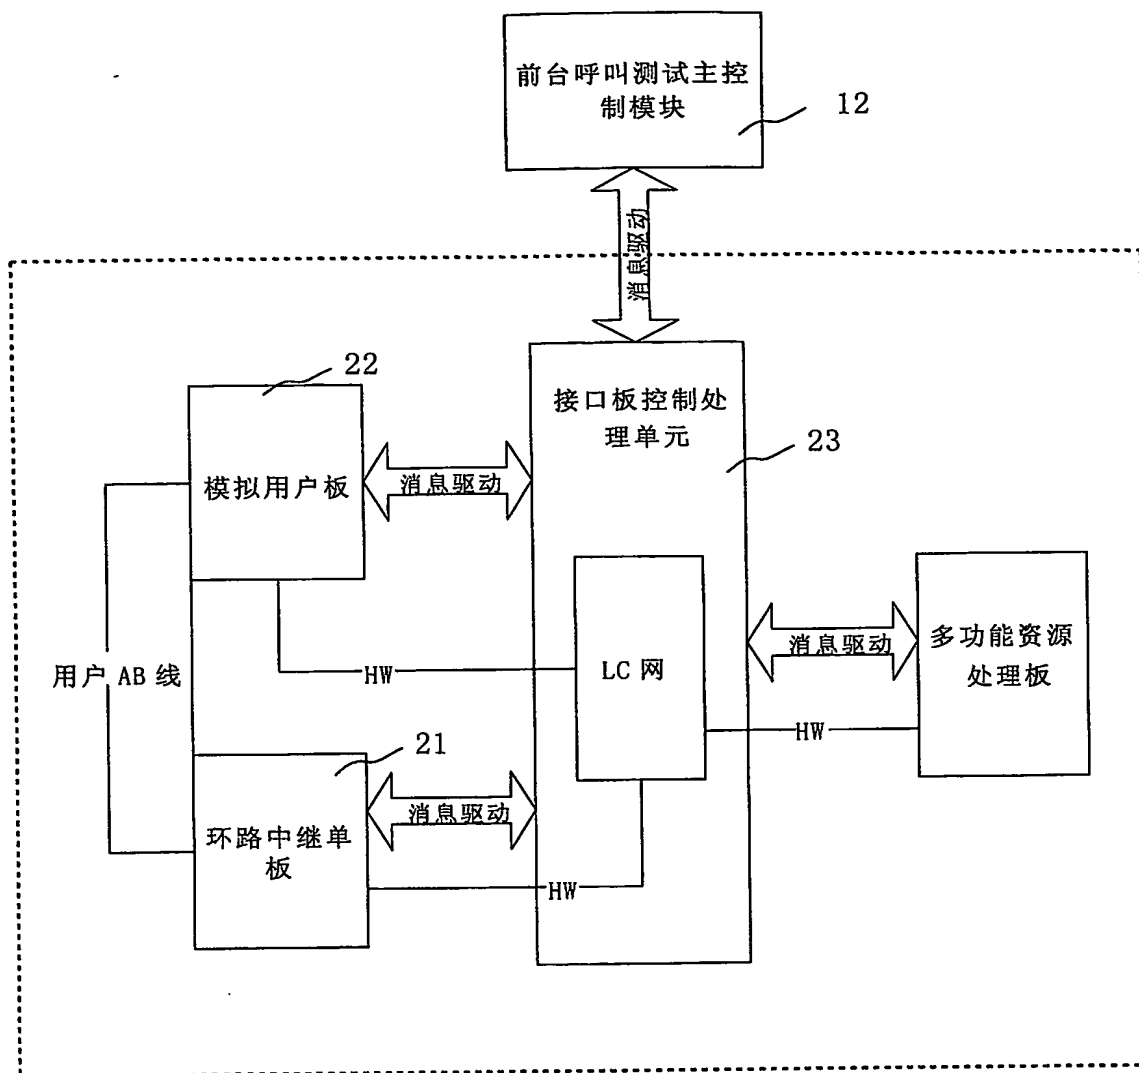 前台呼叫测试主控
制模块
12
消息驱动
22
接口板控制处
理单元
23
模拟用户板
消息驱动
多功能资源
处理板
消息驱动
用户 AB 线
HW
LC 网
HW
21
消息驱动
环路中继单
板
HW